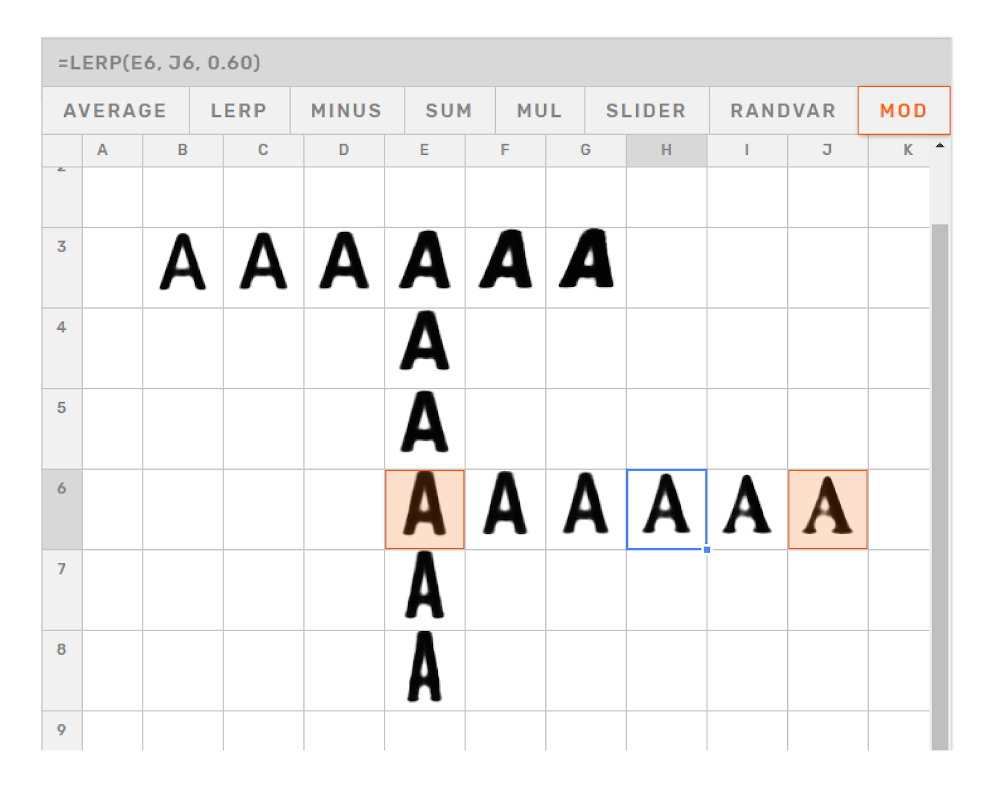 =LERP(E6, J6, 0.60)
AVERAGE LERP MINUS SUM MUL SLIDER RANDVAR MOD
A B C D E F G H I J K
3 A A A A A A
4 A
5 A
6 A A A A A A
7 A
8 A
9